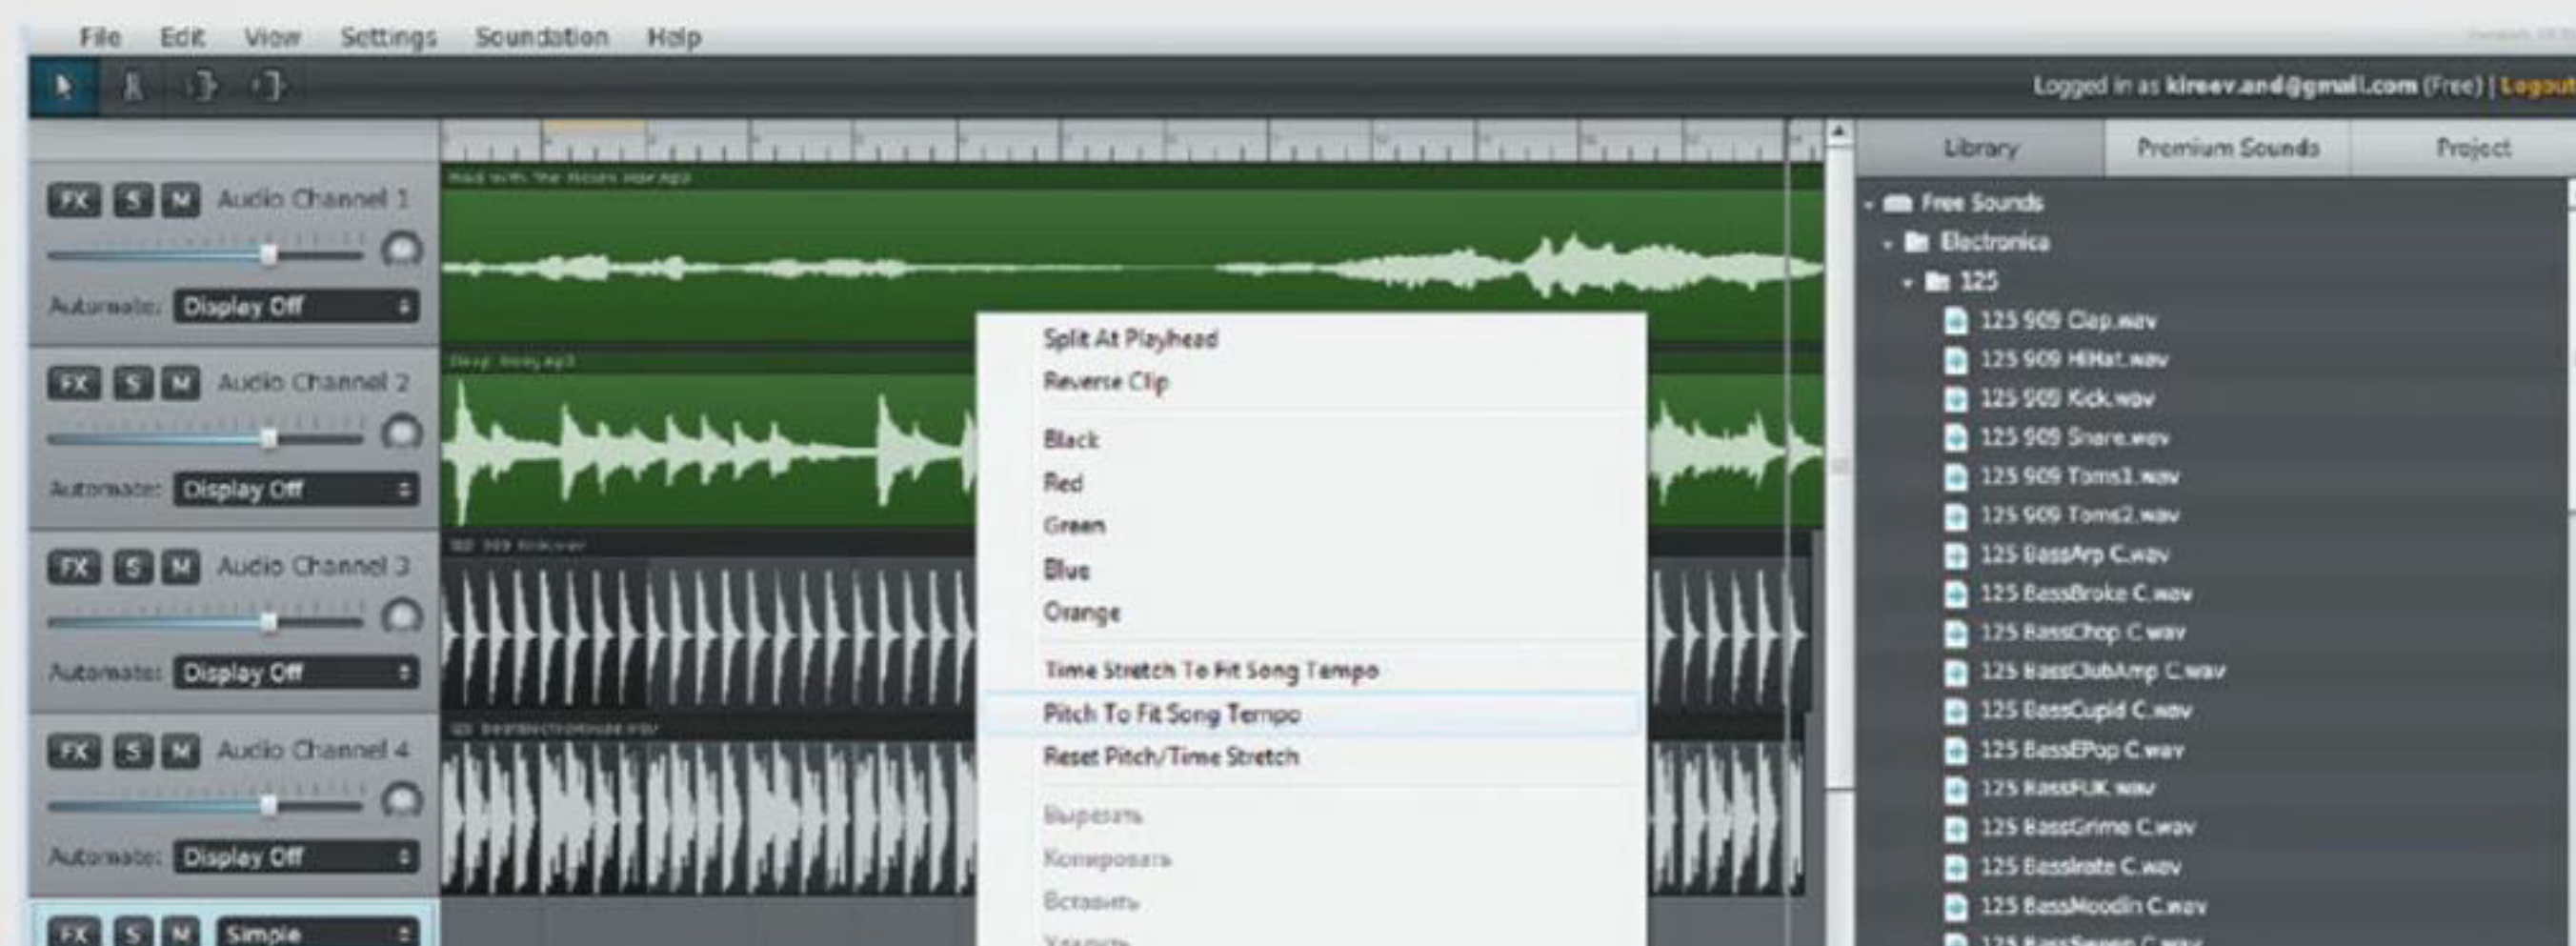 File Edit View Settings Soundation Help
Logged in as kireev.and@gmail.com (Free) | Logout
Library Premium Sounds Project
FX S M Audio Channel 1
Automate: Display Off
FX S M Audio Channel 2
Automate: Display Off
FX S M Audio Channel 3
Automate: Display Off
FX S M Audio Channel 4
Automate: Display Off
FX S M Simple
Split At Playhead
Reverse Clip
Black
Red
Green
Blue
Orange
Time Stretch To Fit Song Tempo
Pitch To Fit Song Tempo
Reset Pitch/Time Stretch
Вырезать
Копировать
Вставить
Удалить
Free Sounds
Electronica
125
125 909 Clap.wav
125 909 HiHat.wav
125 909 Kick.wav
125 909 Snare.wav
125 909 Toms1.wav
125 909 Toms2.wav
125 BassArp C.wav
125 BassBroke C.wav
125 BassChop C.wav
125 BassClubAmp C.wav
125 BassCupid C.wav
125 BassEPop C.wav
125 BassFUK.wav
125 BassGrime C.wav
125 BassIrate C.wav
125 BassMoodin C.wav
125 BassSweep C.wav